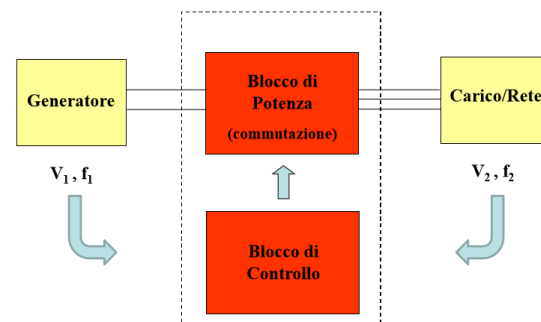 Generatore
Blocco di
Potenza
(commutazione)
Carico/Rete
V₁ , f₁
V₂ , f₂
Blocco di
Controllo